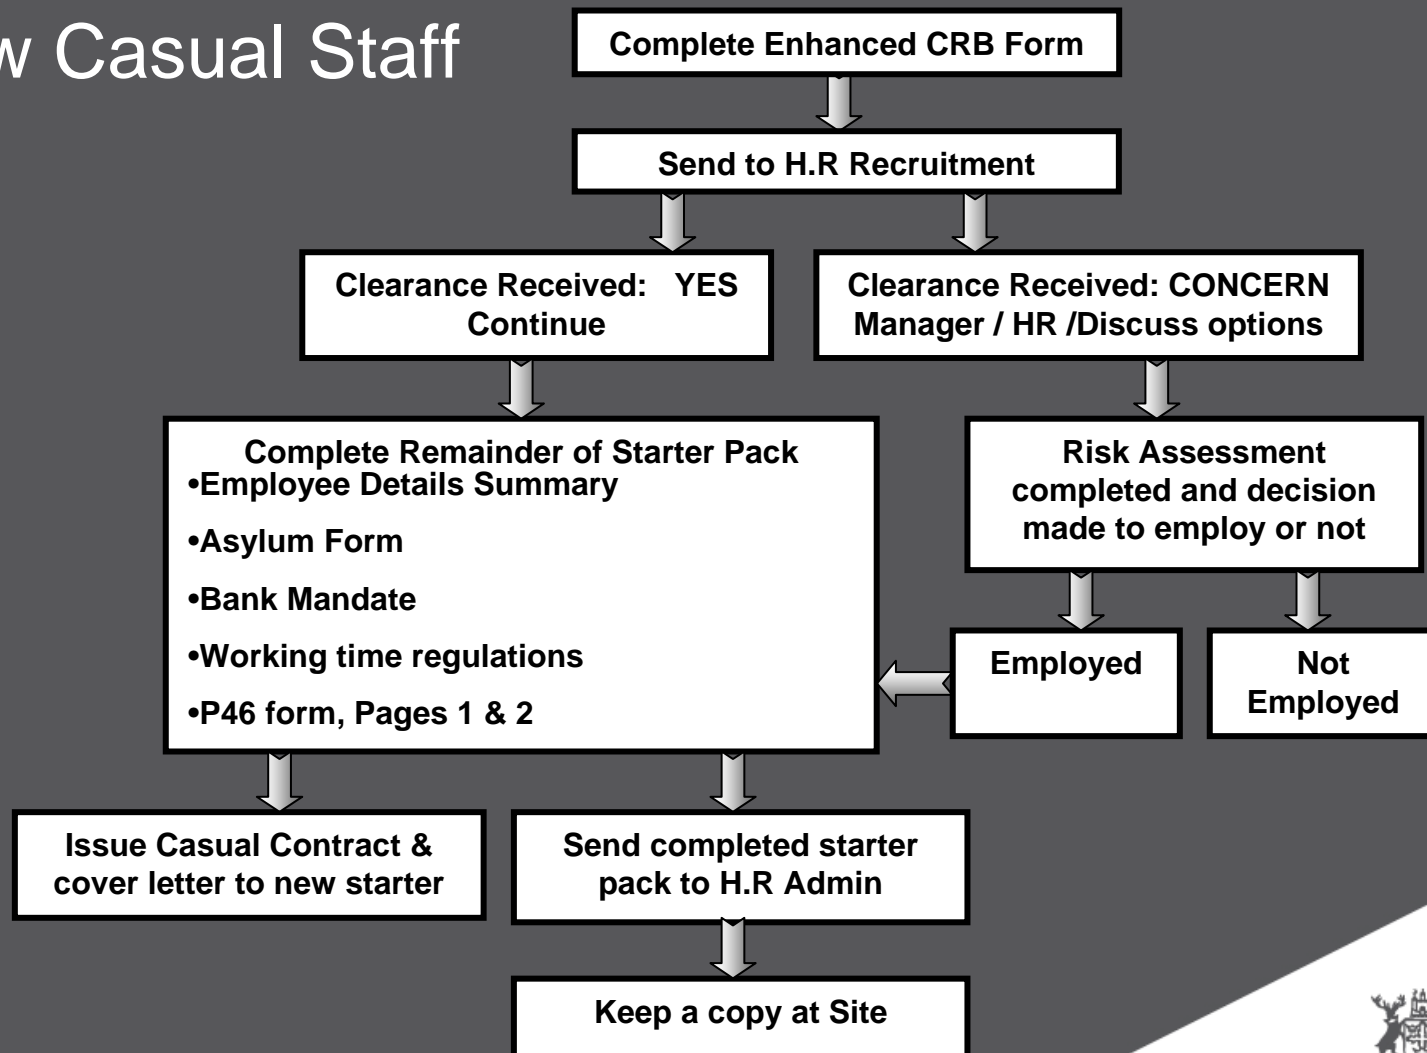 w Casual Staff
Complete Enhanced CRB Form
Send to H.R Recruitment
Clearance Received: YES
Continue
Clearance Received: CONCERN
Manager / HR /Discuss options
Complete Remainder of Starter Pack
•Employee Details Summary
•Asylum Form
•Bank Mandate
•Working time regulations
•P46 form, Pages 1 & 2
Risk Assessment
completed and decision
made to employ or not
Employed
Not
Employed
Issue Casual Contract &
cover letter to new starter
Send completed starter
pack to H.R Admin
Keep a copy at Site